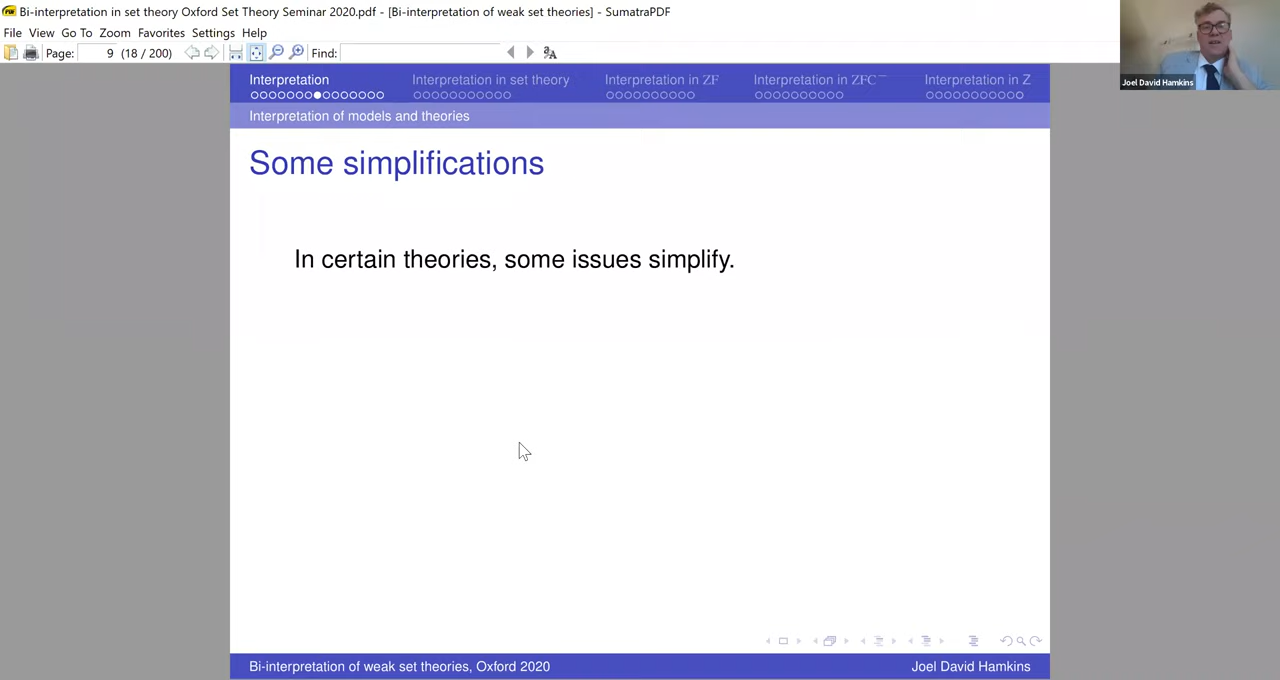 Bi-interpretation in set theory Oxford Set Theory Seminar 2020.pdf - [Bi-interpretation of weak set theories] - SumatraPDF
File View Go To Zoom Favorites Settings Help
Page: 9 (18 / 200) Find:
Joel David Hamkins
Interpretation Interpretation in set theory Interpretation in ZF Interpretation in ZFC⁻ Interpretation in Z
Interpretation of models and theories
Some simplifications
In certain theories, some issues simplify.
Bi-interpretation of weak set theories, Oxford 2020 Joel David Hamkins